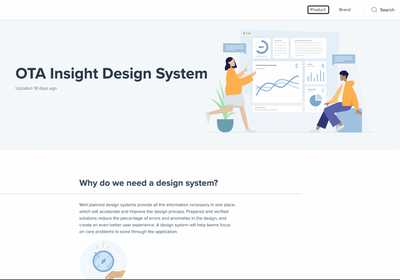 Product
Brand
Search
OTA Insight Design System
Updated 18 days ago
Why do we need a design system?
Well planned design systems provide all the information necessary in one place,
which will accelerate and improve the design process. Prepared and verified
solutions reduce the percentage of errors and anomalies in the design, and
create an even better user experience. A design system will help teams focus
on core problems to solve through the application.